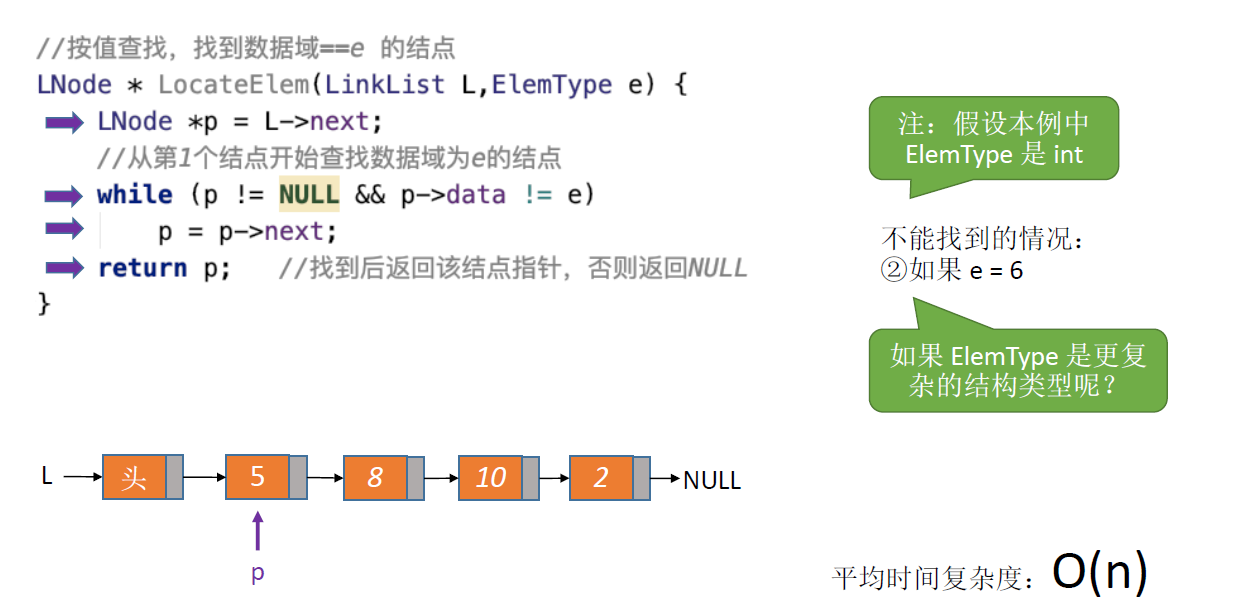 //按值查找，找到数据域==e 的结点
LNode * LocateElem(LinkList L,ElemType e) {
LNode *p = L->next;
//从第1个结点开始查找数据域为e的结点
while (p != NULL && p->data != e)
p = p->next;
return p; //找到后返回该结点指针，否则返回NULL
}
注：假设本例中
ElemType 是 int
不能找到的情况：
②如果 e = 6
如果 ElemType 是更复
杂的结构类型呢？
L 头 5 8 10 2 NULL
p
平均时间复杂度：O(n)